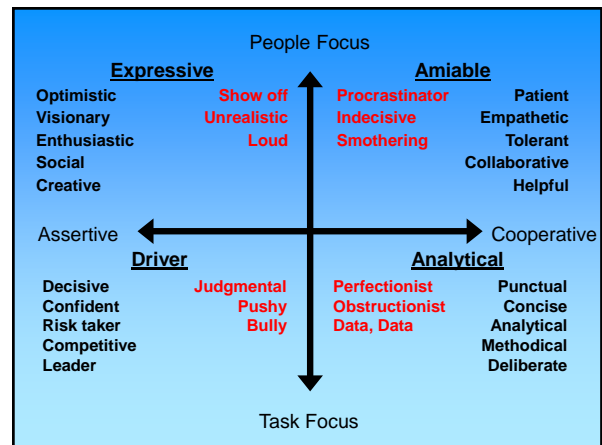 People Focus
Expressive
Optimistic Show off
Visionary Unrealistic
Enthusiastic Loud
Social
Creative
Amiable
Procrastinator Patient
Indecisive Empathetic
Smothering Tolerant
Collaborative
Helpful
Assertive
Cooperative
Driver
Decisive Judgmental
Confident Pushy
Risk taker Bully
Competitive
Leader
Analytical
Perfectionist Punctual
Obstructionist Concise
Data, Data Analytical
Methodical
Deliberate
Task Focus